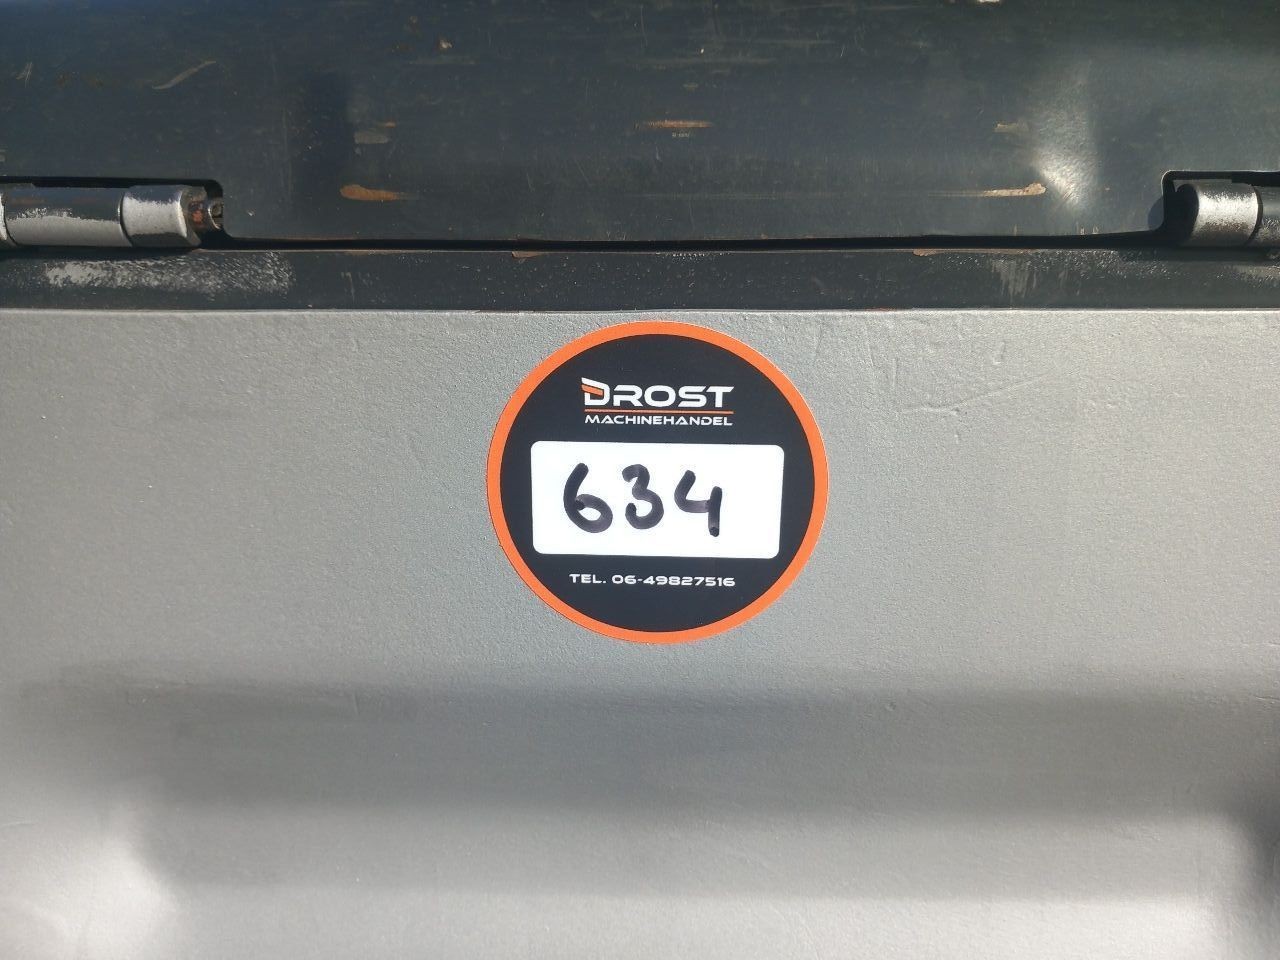 DROST
MACHINEHANDEL
634
TEL. 06-49827516